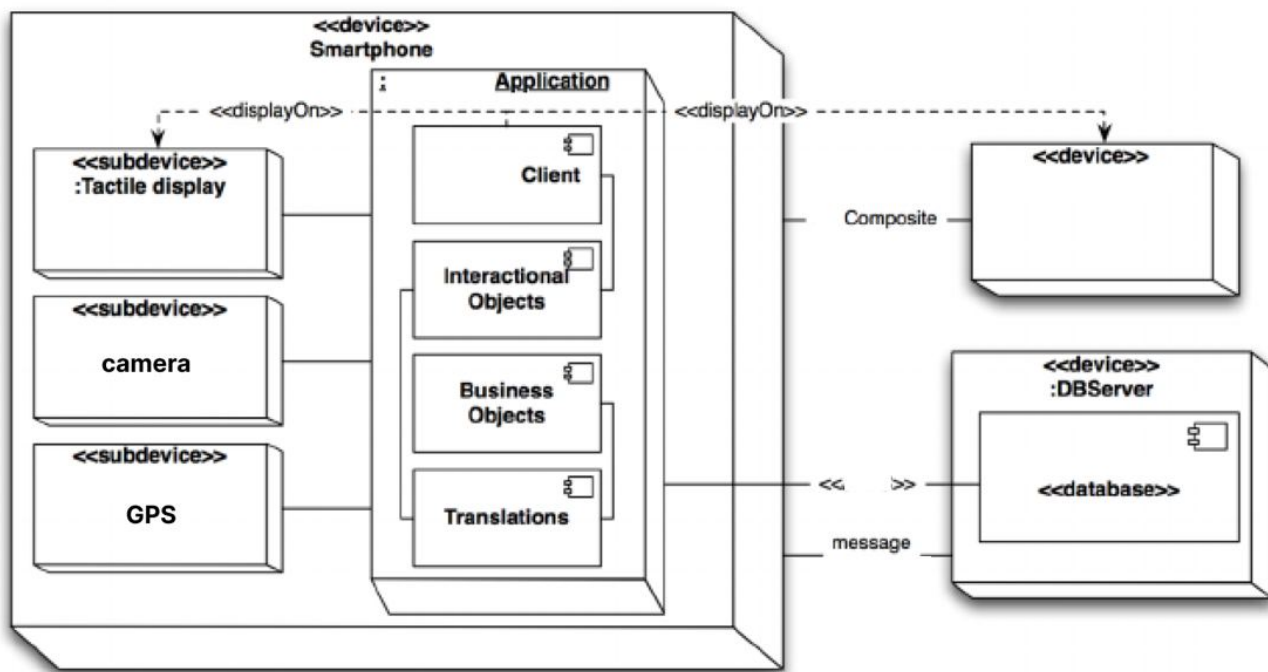 <<device>>
Smartphone
: Application
<<displayOn>>
<<displayOn>>
<<subdevice>>
:Tactile display
<<subdevice>>
camera
<<subdevice>>
GPS
Client
Interactional
Objects
Business
Objects
Translations
<<device>>
Composite
<<device>>
:DBServer
<<database>>
<< >>
message